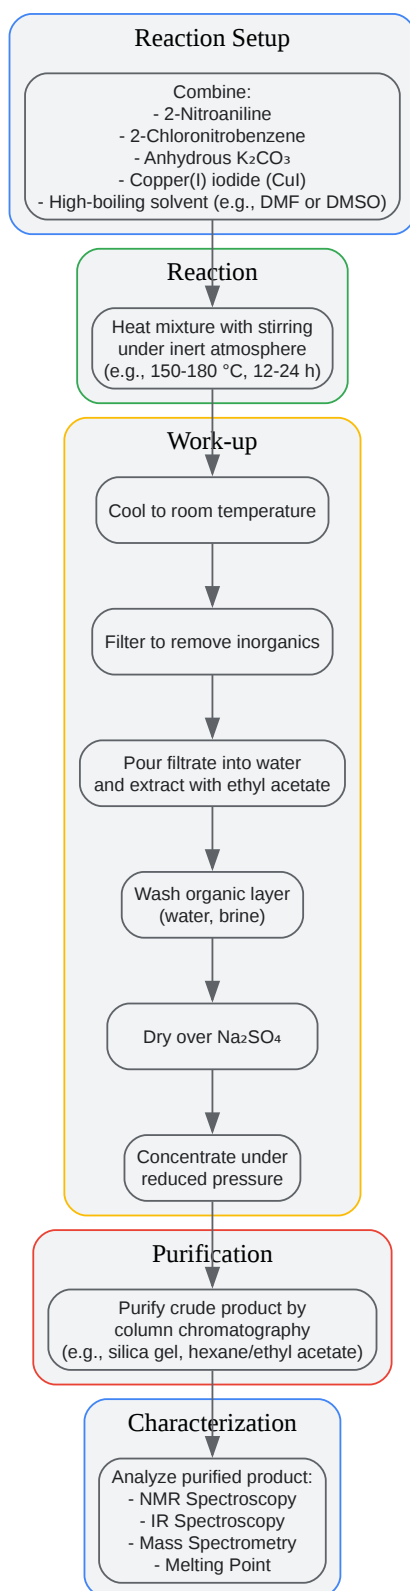 Reaction Setup
Combine:
- 2-Nitroaniline
- 2-Chloronitrobenzene
- Anhydrous K₂CO₃
- Copper(I) iodide (CuI)
- High-boiling solvent (e.g., DMF or DMSO)
Reaction
Heat mixture with stirring
under inert atmosphere
(e.g., 150-180 °C, 12-24 h)
Work-up
Cool to room temperature
Filter to remove inorganics
Pour filtrate into water
and extract with ethyl acetate
Wash organic layer
(water, brine)
Dry over Na₂SO₄
Concentrate under
reduced pressure
Purification
Purify crude product by
column chromatography
(e.g., silica gel, hexane/ethyl acetate)
Characterization
Analyze purified product:
- NMR Spectroscopy
- IR Spectroscopy
- Mass Spectrometry
- Melting Point